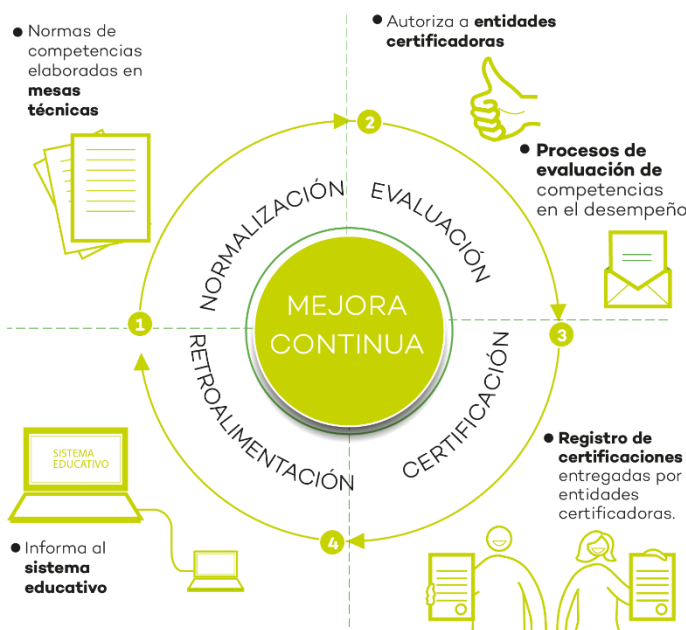 ● Normas de
competencias
elaboradas en
mesas
técnicas
● Autoriza a entidades
certificadoras
● Procesos de
evaluación de
competencias
en el desempeño
1
2
3
4
NORMALIZACIÓN
EVALUACIÓN
CERTIFICACIÓN
RETROALIMENTACIÓN
MEJORA
CONTINUA
● Registro de
certificaciones
entregadas por
entidades
certificadoras.
SISTEMA
EDUCATIVO
● Informa al
sistema
educativo